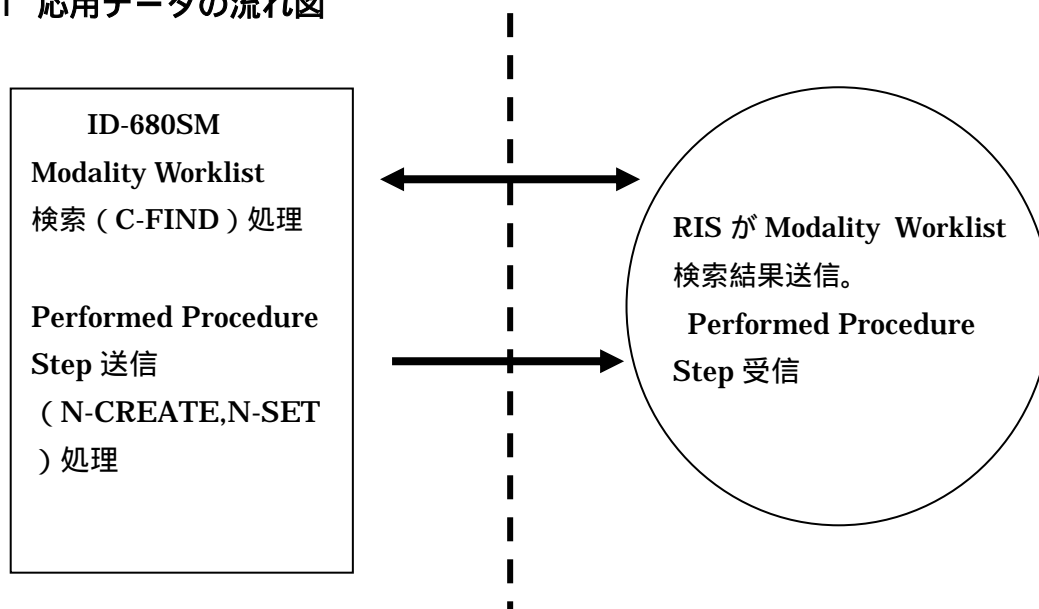 1 応用データの流れ図
ID-680SM
Modality Worklist
検索（C-FIND）処理
Performed Procedure
Step 送信
（N-CREATE,N-SET
）処理
RIS が Modality Worklist
検索結果送信。
Performed Procedure
Step 受信